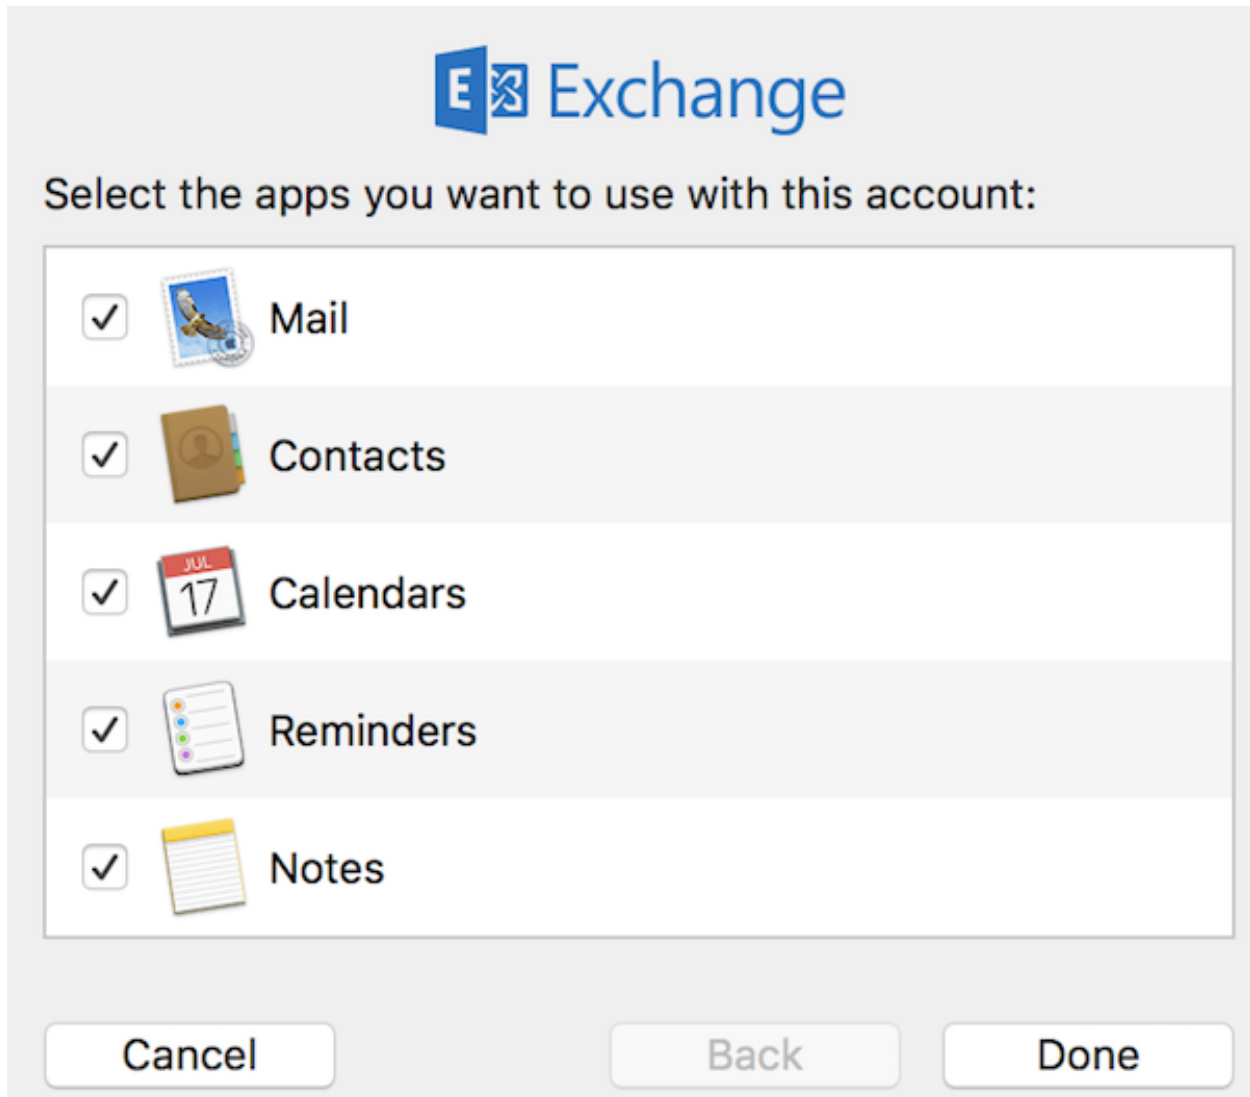 E Exchange
Select the apps you want to use with this account:
Mail
Contacts
JUL
17
Calendars
Reminders
Notes
Cancel Back Done